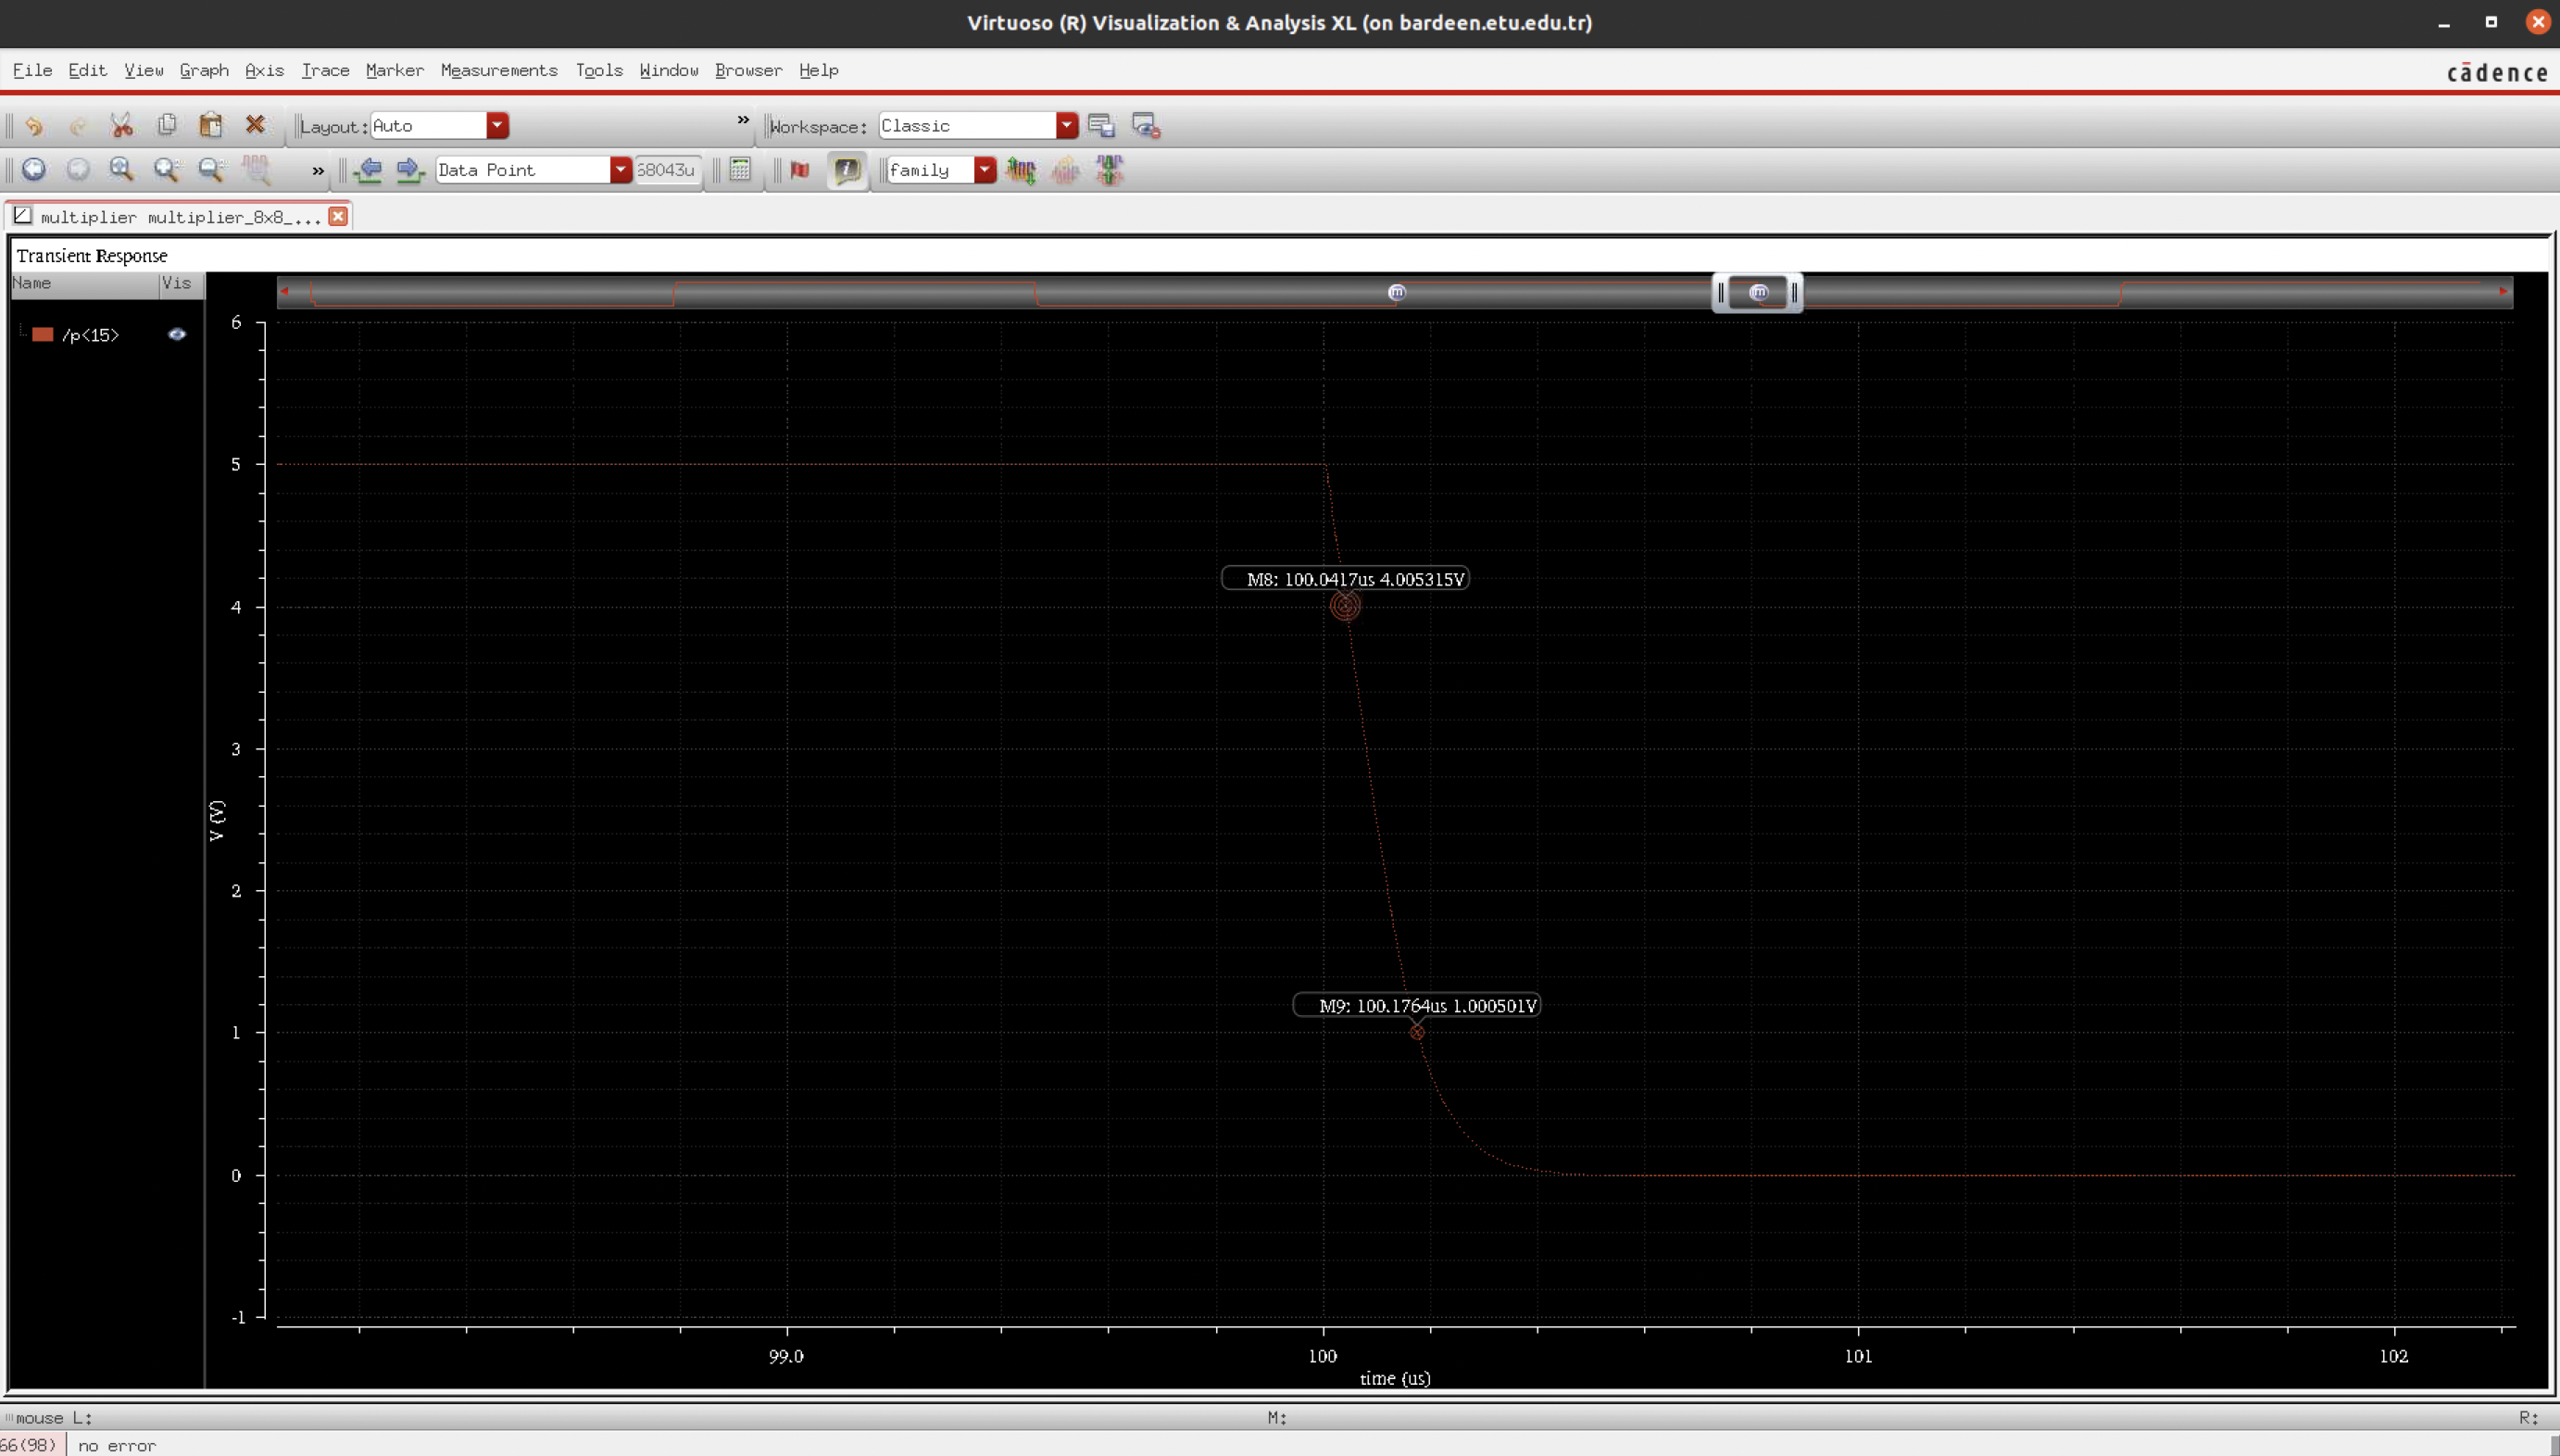 Virtuoso (R) Visualization & Analysis XL (on bardeen.etu.edu.tr)
File Edit View Graph Axis Trace Marker Measurements Tools Window Browser Help
cādence
Layout: Auto » Workspace: Classic
» Data Point 68043u family
multiplier multiplier_8x8_...
Transient Response
Name Vis
/p<15>
6
5
M8: 100.0417us 4.005315V
4
3
V (V)
2
M9: 100.1764us 1.000501V
1
0
-1
99.0 100 101 102
time (us)
mouse L: M: R:
66(98) no error